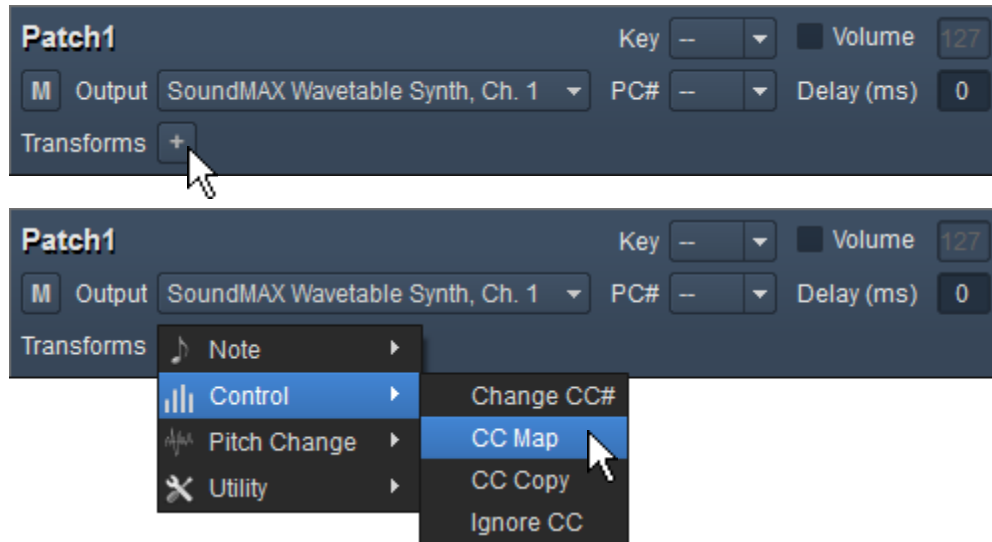 Patch1 Key -- Volume 127
M Output SoundMAX Wavetable Synth, Ch. 1 PC# -- Delay (ms) 0
Transforms +
Patch1 Key -- Volume 127
M Output SoundMAX Wavetable Synth, Ch. 1 PC# -- Delay (ms) 0
Transforms Note
Control Change CC#
Pitch Change CC Map
Utility CC Copy
Ignore CC